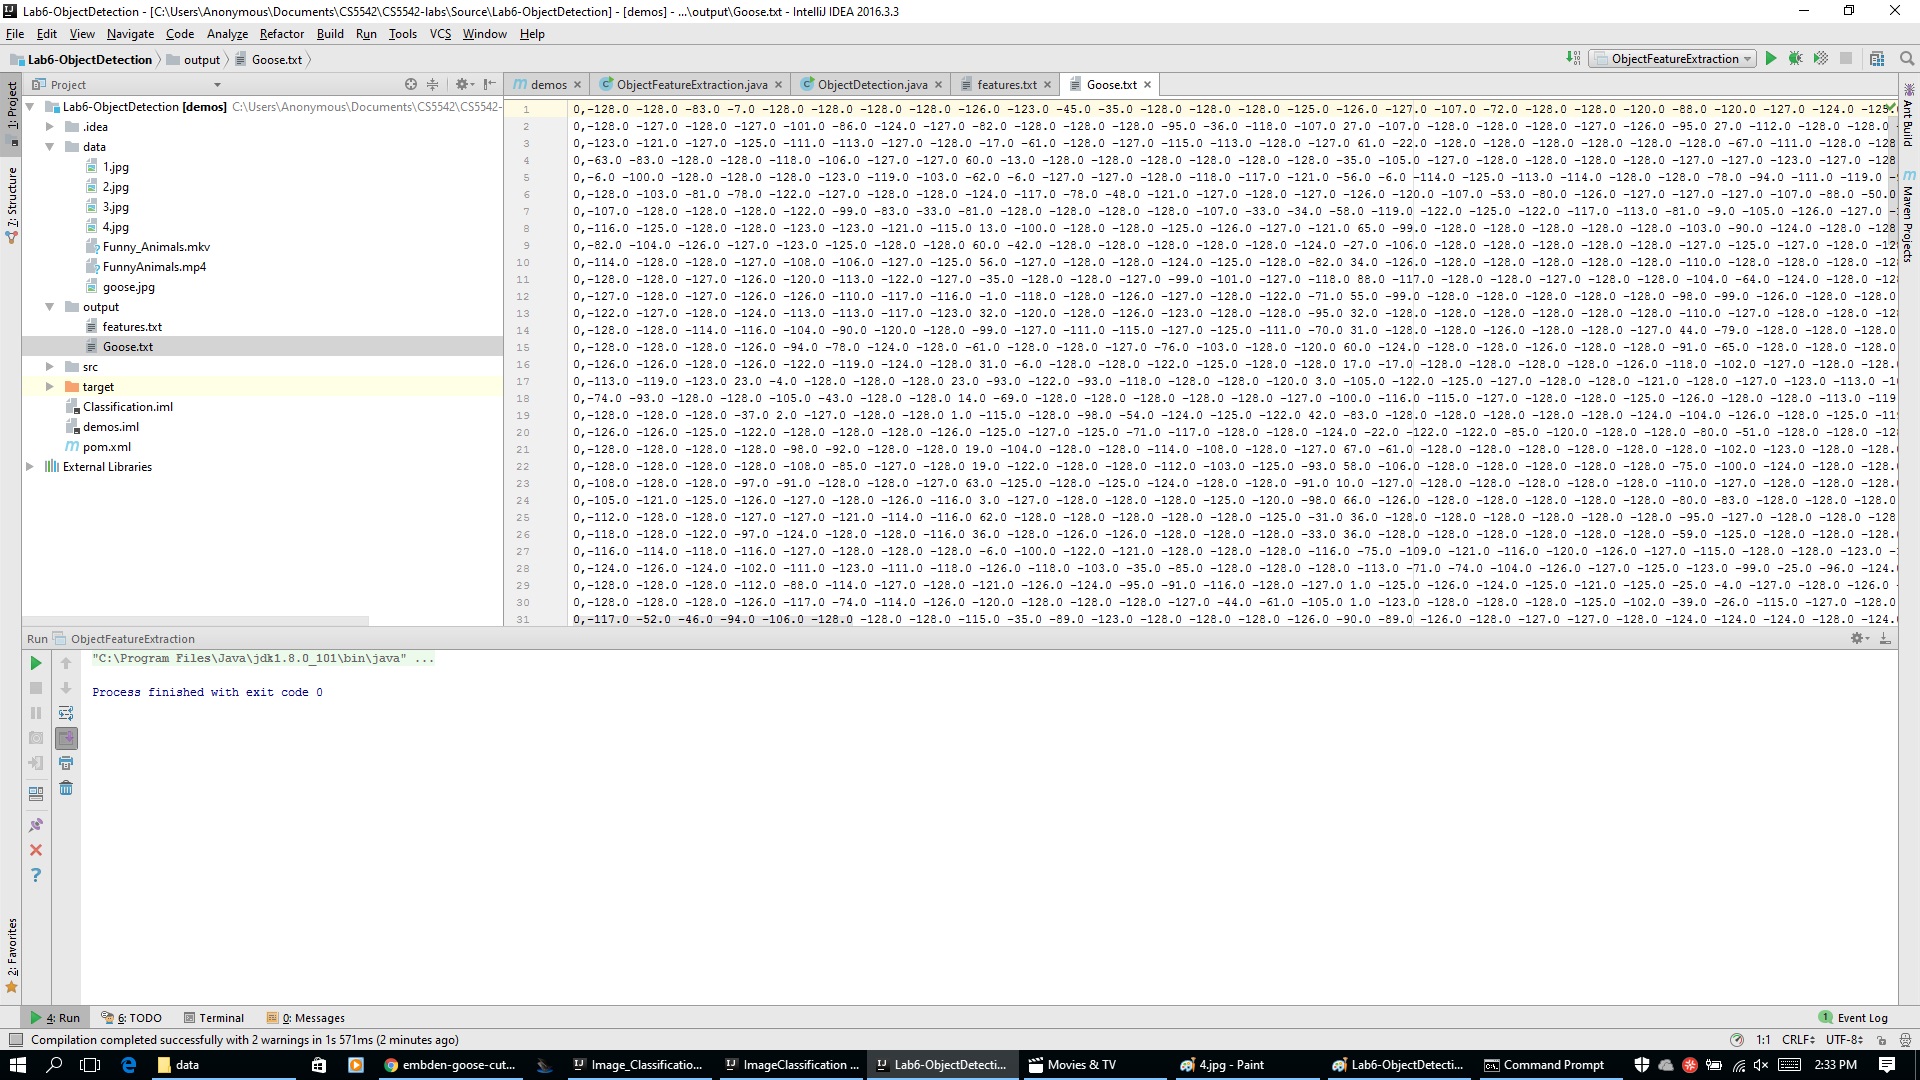 Lab6-ObjectDetection - [C:\Users\Anonymous\Documents\CS5542\CS5542-labs\Source\Lab6-ObjectDetection] - [demos] - ...\output\Goose.txt - IntelliJ IDEA 2016.3.3
File Edit View Navigate Code Analyze Refactor Build Run Tools VCS Window Help
Lab6-ObjectDetection output Goose.txt
ObjectFeatureExtraction
Project
demos ObjectFeatureExtraction.java ObjectDetection.java features.txt Goose.txt
1: Project
7: Structure
2: Favorites
Lab6-ObjectDetection [demos] C:\Users\Anonymous\Documents\CS5542\CS5542-
.idea
data
1.jpg
2.jpg
3.jpg
4.jpg
Funny_Animals.mkv
FunnyAnimals.mp4
goose.jpg
output
features.txt
Goose.txt
src
target
Classification.iml
demos.iml
pom.xml
External Libraries
1 0,-128.0 -128.0 -83.0 -7.0 -128.0 -128.0 -128.0 -128.0 -126.0 -123.0 -45.0 -35.0 -128.0 -128.0 -128.0 -125.0 -126.0 -127.0 -107.0 -72.0 -128.0 -128.0 -120.0 -88.0 -120.0 -127.0 -124.0
2 0,-128.0 -127.0 -128.0 -127.0 -101.0 -86.0 -124.0 -127.0 -82.0 -128.0 -128.0 -128.0 -95.0 -36.0 -118.0 -107.0 27.0 -107.0 -128.0 -128.0 -128.0 -127.0 -126.0 -95.0 27.0 -112.0 -128.0 -128.0
3 0,-123.0 -121.0 -127.0 -125.0 -111.0 -113.0 -127.0 -128.0 -17.0 -61.0 -128.0 -127.0 -115.0 -113.0 -128.0 -127.0 61.0 -22.0 -128.0 -128.0 -128.0 -128.0 -128.0 -67.0 -111.0 -128.0
4 0,-63.0 -83.0 -128.0 -128.0 -118.0 -106.0 -127.0 -127.0 60.0 -13.0 -128.0 -128.0 -128.0 -128.0 -128.0 -35.0 -105.0 -127.0 -128.0 -128.0 -128.0 -128.0 -127.0 -127.0 -123.0 -127.0
5 0,-6.0 -100.0 -128.0 -128.0 -128.0 -123.0 -119.0 -103.0 -62.0 -6.0 -127.0 -127.0 -128.0 -118.0 -117.0 -121.0 -56.0 -6.0 -114.0 -125.0 -113.0 -114.0 -128.0 -128.0 -78.0 -94.0 -111.0 -119.0
6 0,-128.0 -103.0 -81.0 -78.0 -122.0 -127.0 -128.0 -128.0 -124.0 -117.0 -78.0 -48.0 -121.0 -127.0 -128.0 -127.0 -126.0 -120.0 -107.0 -53.0 -80.0 -126.0 -127.0 -127.0 -127.0 -107.0 -88.0 -50.0
7 0,-107.0 -128.0 -128.0 -128.0 -122.0 -99.0 -83.0 -33.0 -81.0 -128.0 -128.0 -128.0 -128.0 -107.0 -33.0 -34.0 -58.0 -119.0 -122.0 -125.0 -122.0 -117.0 -113.0 -81.0 -9.0 -105.0 -126.0 -127.0
8 0,-116.0 -125.0 -128.0 -128.0 -123.0 -123.0 -121.0 -115.0 13.0 -100.0 -128.0 -128.0 -125.0 -126.0 -127.0 -121.0 65.0 -99.0 -128.0 -128.0 -128.0 -128.0 -103.0 -90.0 -124.0 -128.0
9 0,-82.0 -104.0 -126.0 -127.0 -123.0 -125.0 -128.0 -128.0 60.0 -42.0 -128.0 -128.0 -128.0 -128.0 -124.0 -27.0 -106.0 -128.0 -128.0 -128.0 -128.0 -128.0 -127.0 -125.0 -127.0 -128.0
10 0,-114.0 -128.0 -128.0 -127.0 -108.0 -106.0 -127.0 -125.0 56.0 -127.0 -128.0 -128.0 -124.0 -125.0 -128.0 -82.0 34.0 -126.0 -128.0 -128.0 -128.0 -128.0 -128.0 -110.0 -128.0 -128.0
11 0,-128.0 -128.0 -127.0 -126.0 -120.0 -113.0 -122.0 -127.0 -35.0 -128.0 -128.0 -127.0 -99.0 -101.0 -127.0 -118.0 88.0 -117.0 -128.0 -128.0 -127.0 -128.0 -128.0 -104.0 -64.0 -124.0 -128.0
12 0,-127.0 -128.0 -127.0 -126.0 -126.0 -110.0 -117.0 -116.0 -1.0 -118.0 -128.0 -126.0 -127.0 -128.0 -122.0 -71.0 55.0 -99.0 -128.0 -128.0 -128.0 -128.0 -128.0 -98.0 -99.0 -126.0 -128.0 -128.0
13 0,-122.0 -127.0 -128.0 -124.0 -113.0 -113.0 -117.0 -123.0 32.0 -120.0 -128.0 -126.0 -123.0 -128.0 -128.0 -95.0 32.0 -128.0 -128.0 -128.0 -128.0 -128.0 -128.0 -110.0 -127.0 -128.0 -128.0
14 0,-128.0 -128.0 -114.0 -116.0 -104.0 -90.0 -120.0 -128.0 -99.0 -127.0 -111.0 -115.0 -127.0 -125.0 -111.0 -70.0 31.0 -128.0 -128.0 -126.0 -128.0 -128.0 -127.0 44.0 -79.0 -128.0 -128.0 -128.0
15 0,-128.0 -128.0 -128.0 -126.0 -94.0 -78.0 -124.0 -128.0 -61.0 -128.0 -128.0 -127.0 -76.0 -103.0 -128.0 -120.0 60.0 -124.0 -128.0 -128.0 -128.0 -126.0 -128.0 -91.0 -65.0 -128.0 -128.0
16 0,-126.0 -126.0 -128.0 -126.0 -122.0 -119.0 -124.0 -128.0 31.0 -6.0 -128.0 -128.0 -122.0 -125.0 -128.0 -128.0 17.0 -17.0 -128.0 -128.0 -128.0 -126.0 -128.0 -118.0 -102.0 -127.0 -128.0
17 0,-113.0 -119.0 -123.0 23.0 -4.0 -128.0 -128.0 -128.0 23.0 -93.0 -122.0 -93.0 -118.0 -128.0 -128.0 -120.0 3.0 -105.0 -122.0 -125.0 -127.0 -128.0 -128.0 -121.0 -128.0 -127.0 -123.0 -113.0
18 0,-74.0 -93.0 -128.0 -128.0 -105.0 -43.0 -128.0 -128.0 14.0 -69.0 -128.0 -128.0 -128.0 -128.0 -127.0 -100.0 -116.0 -115.0 -127.0 -128.0 -128.0 -128.0 -125.0 -126.0 -128.0 -128.0 -113.0
19 0,-128.0 -128.0 -128.0 -37.0 2.0 -127.0 -128.0 -128.0 1.0 -115.0 -128.0 -98.0 -54.0 -124.0 -125.0 -122.0 42.0 -83.0 -128.0 -128.0 -128.0 -128.0 -128.0 -124.0 -104.0 -126.0 -128.0 -125.0
20 0,-126.0 -126.0 -125.0 -122.0 -128.0 -128.0 -128.0 -126.0 -125.0 -127.0 -125.0 -71.0 -117.0 -128.0 -128.0 -124.0 -22.0 -122.0 -122.0 -85.0 -120.0 -128.0 -128.0 -80.0 -51.0 -128.0 -128.0
21 0,-128.0 -128.0 -128.0 -128.0 -98.0 -92.0 -128.0 -128.0 19.0 -104.0 -128.0 -128.0 -114.0 -108.0 -128.0 -127.0 67.0 -61.0 -128.0 -128.0 -128.0 -128.0 -128.0 -102.0 -123.0 -128.0 -128.0
22 0,-128.0 -128.0 -128.0 -128.0 -108.0 -85.0 -127.0 -128.0 19.0 -122.0 -128.0 -128.0 -112.0 -103.0 -125.0 -93.0 58.0 -106.0 -128.0 -128.0 -128.0 -128.0 -128.0 -75.0 -100.0 -124.0 -128.0 -128.0
23 0,-108.0 -128.0 -128.0 -97.0 -91.0 -128.0 -128.0 -127.0 63.0 -125.0 -128.0 -125.0 -124.0 -128.0 -128.0 -91.0 10.0 -127.0 -128.0 -128.0 -128.0 -128.0 -128.0 -110.0 -127.0 -128.0 -128.0 -128.0
24 0,-105.0 -121.0 -125.0 -126.0 -127.0 -128.0 -126.0 -116.0 3.0 -127.0 -128.0 -128.0 -128.0 -125.0 -120.0 -98.0 66.0 -126.0 -128.0 -128.0 -128.0 -128.0 -128.0 -80.0 -83.0 -128.0 -128.0 -128.0
25 0,-112.0 -128.0 -128.0 -127.0 -127.0 -121.0 -114.0 -116.0 62.0 -128.0 -128.0 -128.0 -128.0 -128.0 -125.0 -31.0 36.0 -128.0 -128.0 -128.0 -128.0 -128.0 -128.0 -95.0 -127.0 -128.0 -128.0 -128.0
26 0,-118.0 -128.0 -122.0 -97.0 -124.0 -128.0 -128.0 -116.0 36.0 -128.0 -126.0 -126.0 -128.0 -128.0 -128.0 -33.0 36.0 -128.0 -128.0 -128.0 -128.0 -128.0 -128.0 -59.0 -125.0 -128.0 -128.0 -128.0
27 0,-116.0 -114.0 -118.0 -116.0 -127.0 -128.0 -128.0 -128.0 -6.0 -100.0 -122.0 -121.0 -128.0 -128.0 -128.0 -116.0 -75.0 -109.0 -121.0 -116.0 -120.0 -126.0 -127.0 -115.0 -128.0 -128.0 -123.0
28 0,-124.0 -126.0 -124.0 -102.0 -111.0 -123.0 -111.0 -118.0 -126.0 -118.0 -103.0 -35.0 -85.0 -128.0 -128.0 -128.0 -113.0 -71.0 -74.0 -104.0 -126.0 -127.0 -125.0 -123.0 -99.0 -25.0 -96.0 -124.0
29 0,-128.0 -128.0 -128.0 -112.0 -88.0 -114.0 -127.0 -128.0 -121.0 -126.0 -124.0 -95.0 -91.0 -116.0 -128.0 -127.0 1.0 -125.0 -126.0 -124.0 -125.0 -121.0 -125.0 -25.0 -4.0 -127.0 -128.0 -126.0
30 0,-128.0 -128.0 -128.0 -126.0 -117.0 -74.0 -114.0 -126.0 -120.0 -128.0 -128.0 -128.0 -127.0 -44.0 -61.0 -105.0 1.0 -123.0 -128.0 -128.0 -128.0 -125.0 -102.0 -39.0 -26.0 -115.0 -127.0 -128.0
31 0,-117.0 -52.0 -46.0 -94.0 -106.0 -128.0 -128.0 -128.0 -115.0 -35.0 -89.0 -123.0 -128.0 -128.0 -128.0 -126.0 -90.0 -89.0 -126.0 -128.0 -127.0 -126.0 -124.0 -124.0 -128.0 -124.0 -128.0 -124.0
Ant Build
Maven Projects
Run ObjectFeatureExtraction
"C:\Program Files\Java\jdk1.8.0_101\bin\java" ...
Process finished with exit code 0
4: Run 6: TODO Terminal 0: Messages 1 Event Log
Compilation completed successfully with 2 warnings in 1s 571ms (2 minutes ago) 1:1 CRLF UTF-8
data embden-goose-cut... Image_Classificatio... ImageClassification ... Lab6-ObjectDetecti... Movies & TV 4.jpg - Paint Lab6-ObjectDetecti... Command Prompt 2:33 PM